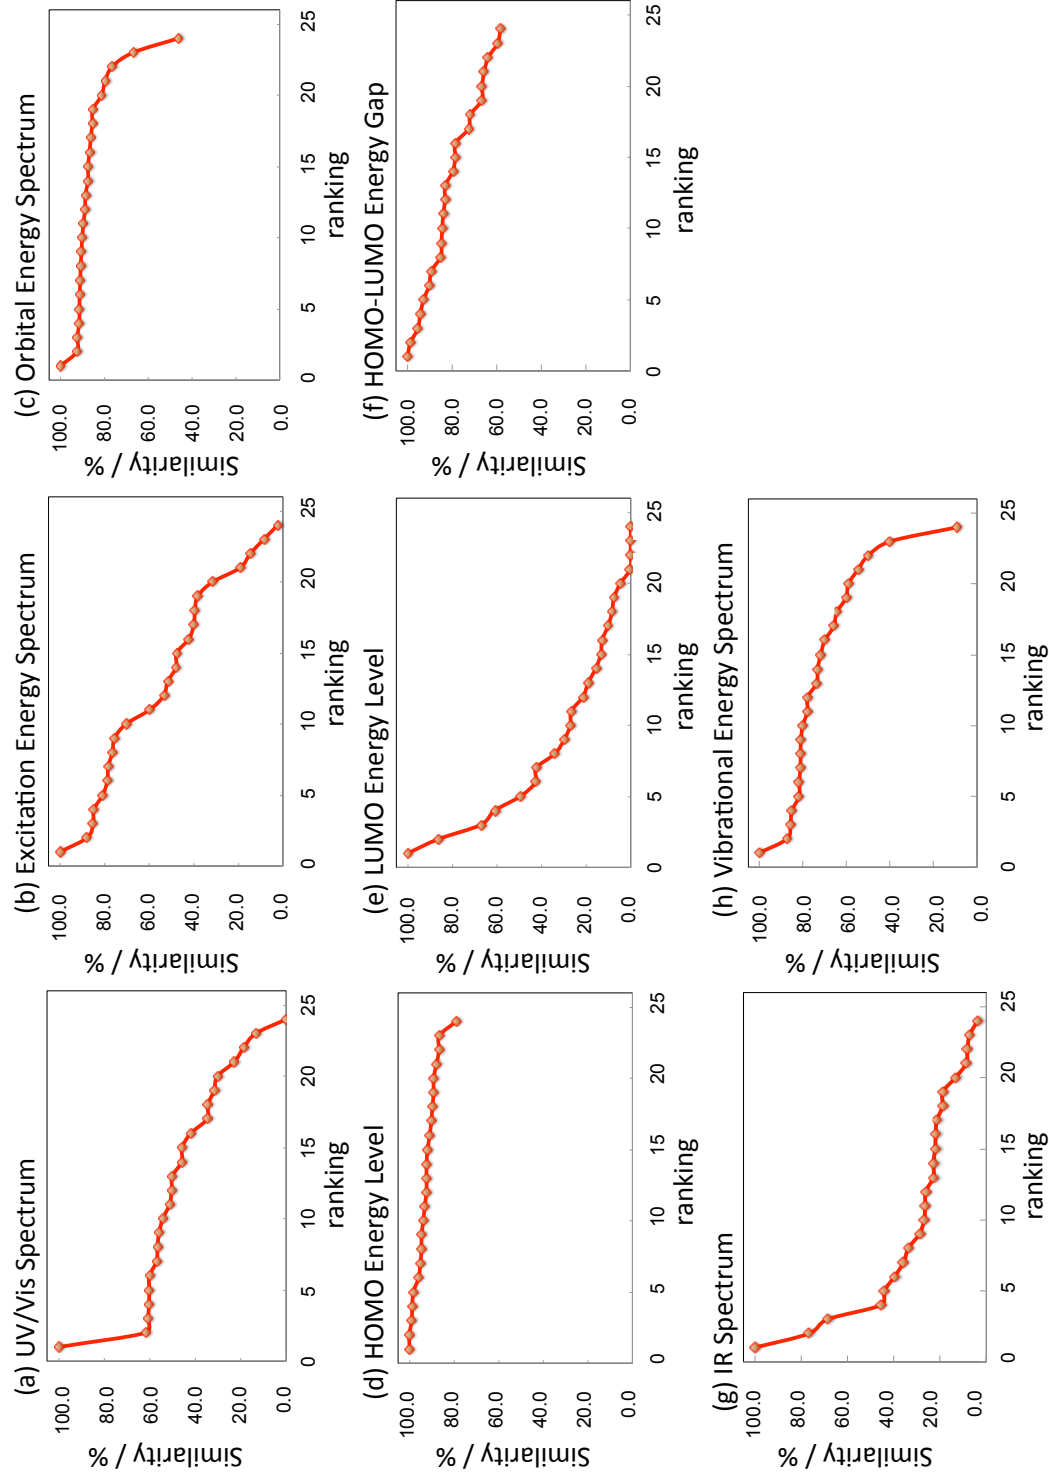 (a) UV/Vis Spectrum
Similarity / %
100.0
80.0
60.0
40.0
20.0
0.0
0 5 10 15 20 25
ranking
(b) Excitation Energy Spectrum
Similarity / %
100.0
80.0
60.0
40.0
20.0
0.0
0 5 10 15 20 25
ranking
(c) Orbital Energy Spectrum
Similarity / %
100.0
80.0
60.0
40.0
20.0
0.0
0 5 10 15 20 25
ranking
(d) HOMO Energy Level
Similarity / %
100.0
80.0
60.0
40.0
20.0
0.0
0 5 10 15 20 25
ranking
(e) LUMO Energy Level
Similarity / %
100.0
80.0
60.0
40.0
20.0
0.0
0 5 10 15 20 25
ranking
(f) HOMO-LUMO Energy Gap
Similarity / %
100.0
80.0
60.0
40.0
20.0
0.0
0 5 10 15 20 25
ranking
(g) IR Spectrum
Similarity / %
100.0
80.0
60.0
40.0
20.0
0.0
0 5 10 15 20 25
ranking
(h) Vibrational Energy Spectrum
Similarity / %
100.0
80.0
60.0
40.0
20.0
0.0
0 5 10 15 20 25
ranking